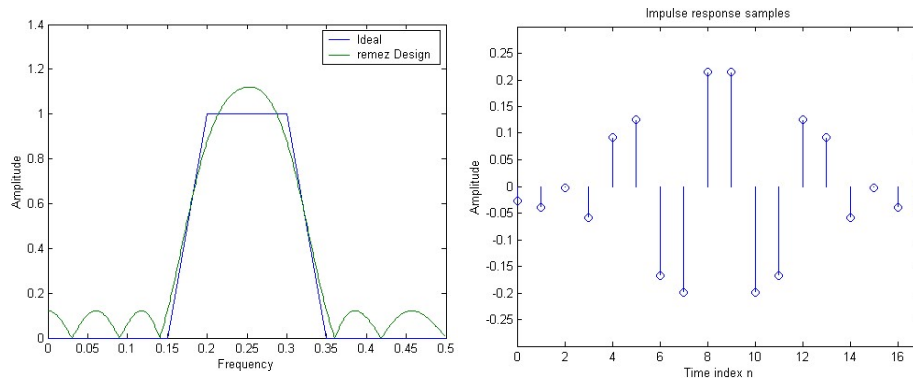 1.4
1.2
1
0.8
0.6
0.4
0.2
0
Amplitude
Ideal
remez Design
0 0.05 0.1 0.15 0.2 0.25 0.3 0.35 0.4 0.45 0.5
Frequency
Impulse response samples
0.25
0.2
0.15
0.1
0.05
0
-0.05
-0.1
-0.15
-0.2
-0.25
Amplitude
0 2 4 6 8 10 12 14 16
Time index n